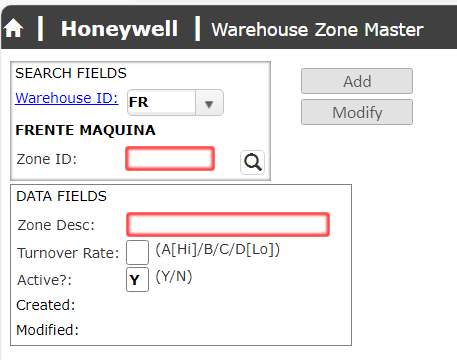 Honeywell | Warehouse Zone Master
SEARCH FIELDS
Warehouse ID: FR
FRENTE MAQUINA
Zone ID:
Add
Modify
DATA FIELDS
Zone Desc:
Turnover Rate: (A[Hi]/B/C/D[Lo])
Active?: Y (Y/N)
Created:
Modified: